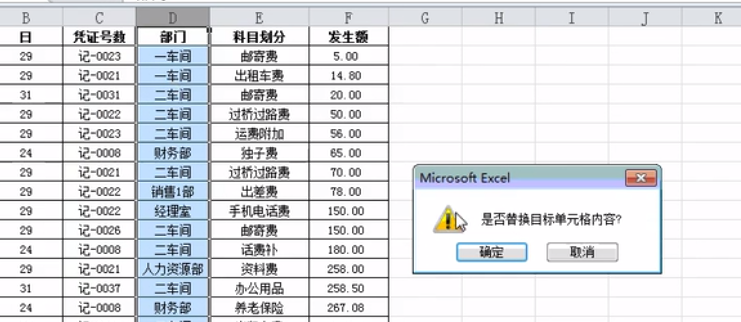 B C D E F G H I J K
日 凭证号数 部门 科目划分 发生额
29 记-0023 一车间 邮寄费 5.00
29 记-0021 一车间 出租车费 14.80
31 记-0031 二车间 邮寄费 20.00
29 记-0022 二车间 过桥过路费 50.00
29 记-0023 二车间 运费附加 56.00
24 记-0008 财务部 独子费 65.00
29 记-0021 二车间 过桥过路费 70.00
29 记-0022 销售1部 出差费 78.00
29 记-0022 经理室 手机电话费 150.00
29 记-0026 二车间 邮寄费 150.00
24 记-0008 二车间 话费补 180.00
29 记-0021 人力资源部 资料费 258.00
31 记-0037 二车间 办公用品 258.50
24 记-0008 财务部 养老保险 267.08
Microsoft Excel
是否替换目标单元格内容?
确定 取消